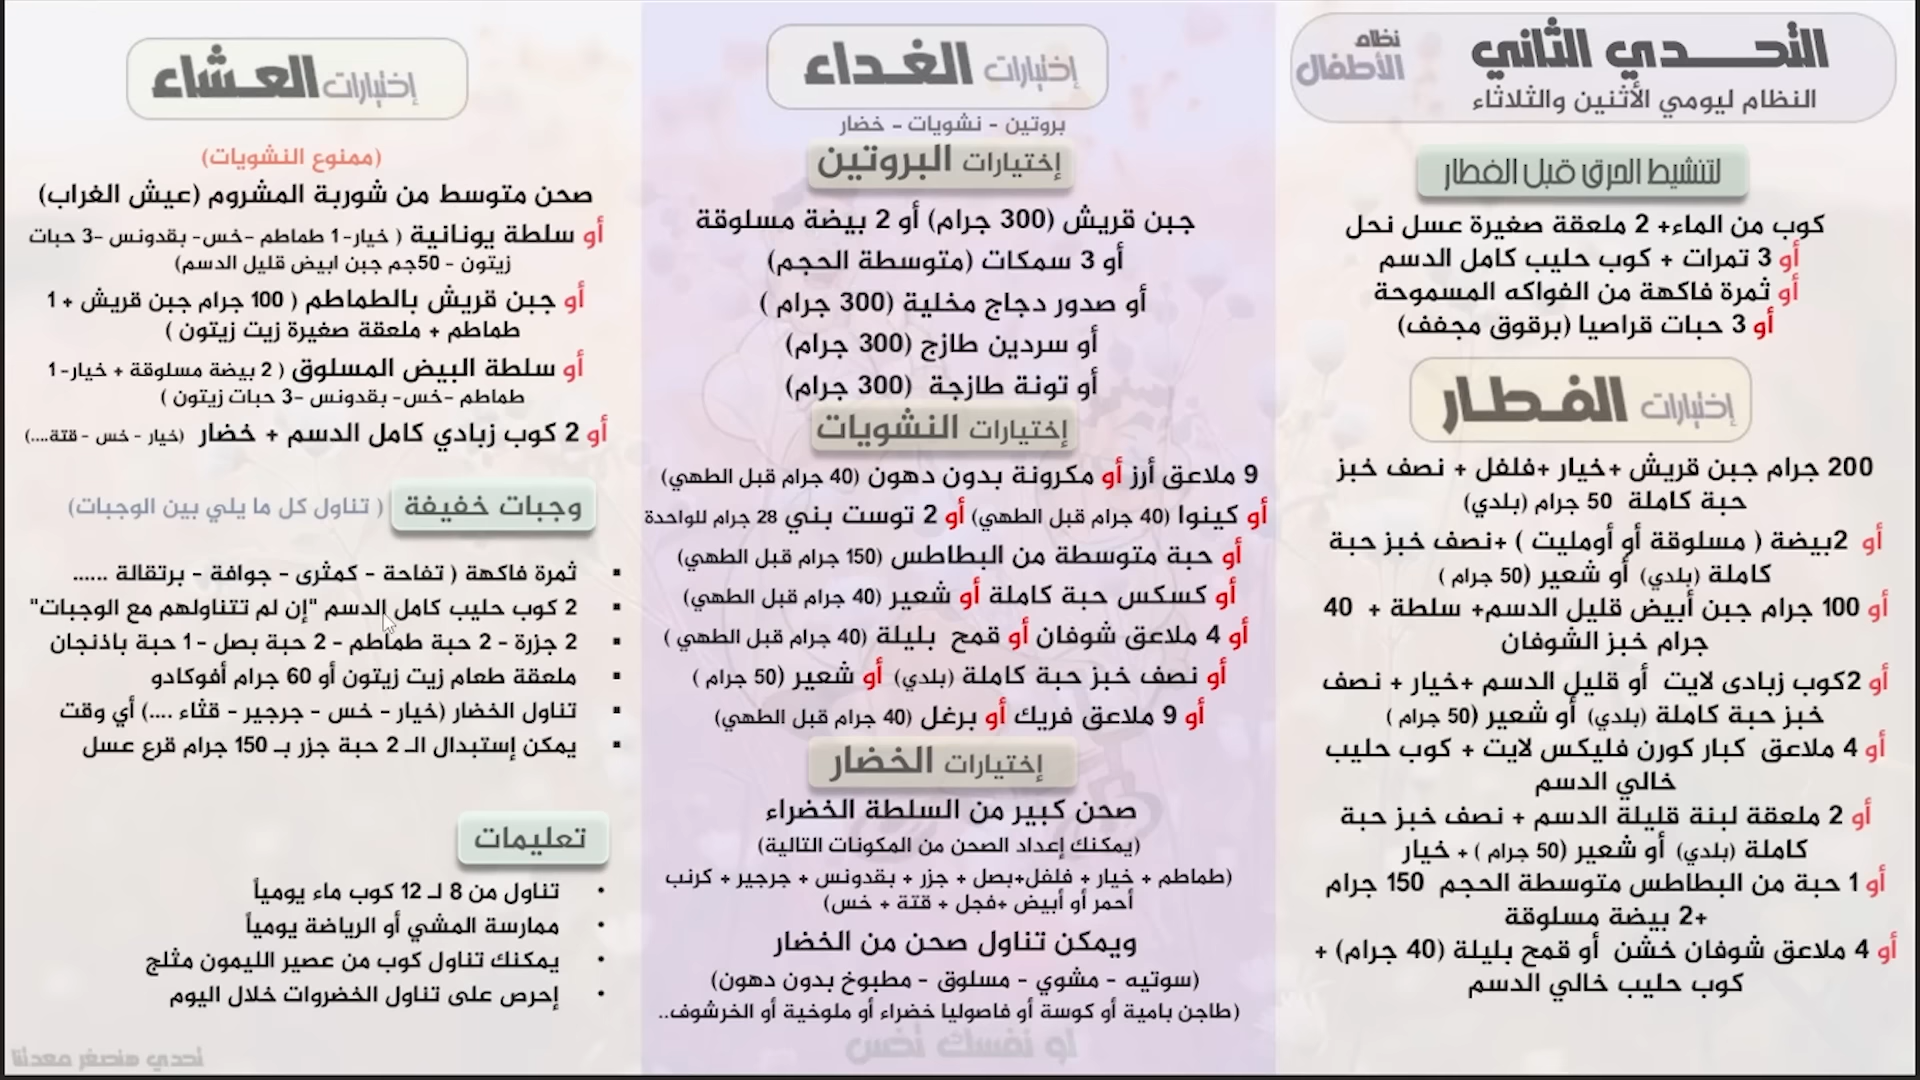 التحدي الثاني
نظام الأطفال
النظام ليومي الأثنين والثلاثاء
لتنشيط الحرق قبل الفطار
كوب من الماء+ 2 ملعقة صغيرة عسل نحل
أو 3 تمرات + كوب حليب كامل الدسم
أو ثمرة فاكهة من الفواكه المسموحة
أو 3 حبات قراصيا (برقوق مجفف)
إختيارات الفطار
200 جرام جبن قريش +خيار +فلفل + نصف خبز
حبة كاملة 50 جرام (بلدي)
أو 2بيضة ( مسلوقة أو أومليت ) +نصف خبز حبة
كاملة (بلدي) أو شعير (50 جرام )
أو 100 جرام جبن أبيض قليل الدسم+ سلطة + 40
جرام خبز الشوفان
أو 2كوب زبادى لايت أو قليل الدسم +خيار + نصف
خبز حبة كاملة (بلدي) أو شعير (50 جرام )
أو 4 ملاعق كبار كورن فليكس لايت + كوب حليب
خالي الدسم
أو 2 ملعقة لبنة قليلة الدسم + نصف خبز حبة
كاملة (بلدي) أو شعير (50 جرام ) + خيار
أو 1 حبة من البطاطس متوسطة الحجم 150 جرام
+2 بيضة مسلوقة
أو 4 ملاعق شوفان خشن أو قمح بليلة (40 جرام) +
كوب حليب خالي الدسم
إختيارات الغداء
بروتين - نشويات - خضار
إختيارات البروتين
جبن قريش (300 جرام) أو 2 بيضة مسلوقة
أو 3 سمكات (متوسطة الحجم)
أو صدور دجاج مخلية (300 جرام )
أو سردين طازج (300 جرام)
أو تونة طازجة (300 جرام)
إختيارات النشويات
9 ملاعق أرز أو مكرونة بدون دهون (40 جرام قبل الطهي)
أو كينوا (40 جرام قبل الطهي) أو 2 توست بني 28 جرام للواحدة
أو حبة متوسطة من البطاطس (150 جرام قبل الطهي)
أو كسكس حبة كاملة أو شعير (40 جرام قبل الطهي)
أو 4 ملاعق شوفان أو قمح بليلة (40 جرام قبل الطهي )
أو نصف خبز حبة كاملة (بلدي) أو شعير (50 جرام )
أو 9 ملاعق فريك أو برغل (40 جرام قبل الطهي)
إختيارات الخضار
صحن كبير من السلطة الخضراء
(يمكنك إعداد الصحن من المكونات التالية)
(طماطم + خيار + فلفل+بصل + جزر + بقدونس + جرجير + كرنب
أحمر أو أبيض +فجل + قتة + خس)
ويمكن تناول صحن من الخضار
(سوتيه - مشوي - مسلوق - مطبوخ بدون دهون)
(طاجن بامية أو كوسة أو فاصوليا خضراء أو ملوخية أو الخرشوف..
لو نفسك تخس
إختيارات العشاء
(ممنوع النشويات)
صحن متوسط من شوربة المشروم (عيش الغراب)
أو سلطة يونانية ( خيار-1 طماطم -خس- بقدونس -3 حبات
زيتون - 50جم جبن ابيض قليل الدسم)
أو جبن قريش بالطماطم ( 100 جرام جبن قريش + 1
طماطم + ملعقة صغيرة زيت زيتون )
أو سلطة البيض المسلوق ( 2 بيضة مسلوقة + خيار-1
طماطم -خس- بقدونس -3 حبات زيتون )
أو 2 كوب زبادي كامل الدسم + خضار (خيار - خس - قتة....)
وجبات خفيفة ( تناول كل ما يلي بين الوجبات)
▪ ثمرة فاكهة ( تفاحة - كمثرى - جوافة - برتقالة ......
▪ 2 كوب حليب كامل الدسم "إن لم تتناولهم مع الوجبات"
▪ 2 جزرة - 2 حبة طماطم - 2 حبة بصل - 1 حبة باذنجان
▪ ملعقة طعام زيت زيتون أو 60 جرام أفوكادو
▪ تناول الخضار (خيار - خس - جرجير - قثاء ....) أي وقت
▪ يمكن إستبدال الـ 2 حبة جزر بـ 150 جرام قرع عسل
تعليمات
• تناول من 8 لـ 12 كوب ماء يومياً
• ممارسة المشي أو الرياضة يومياً
• يمكنك تناول كوب من عصير الليمون مثلج
• إحرص على تناول الخضروات خلال اليوم
تحدي هنصغر معدتنا